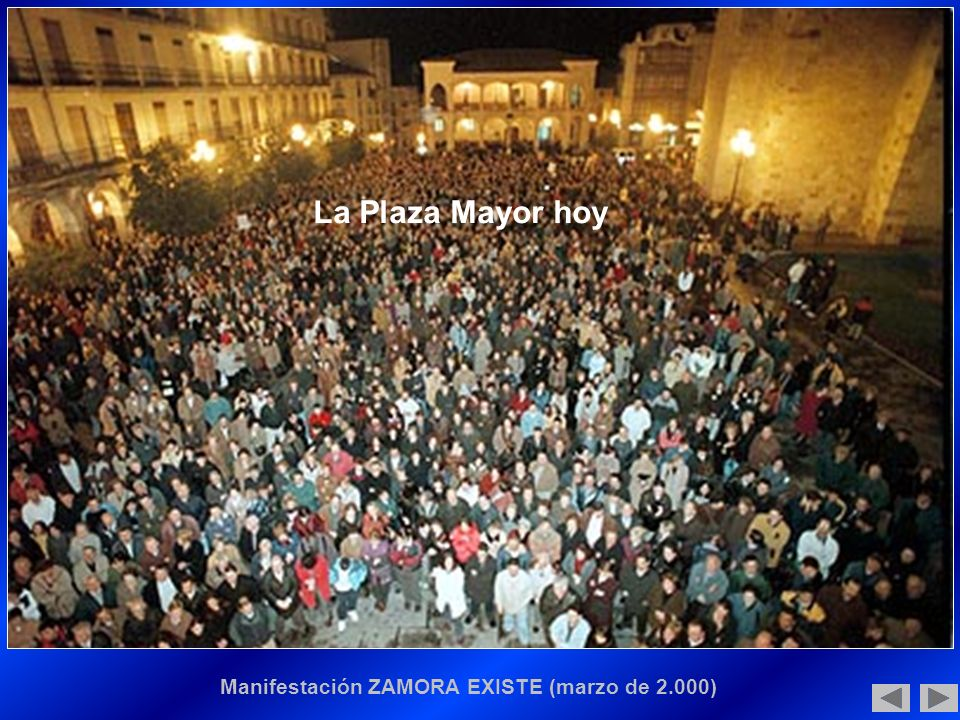 La Plaza Mayor hoy
Manifestación ZAMORA EXISTE (marzo de 2.000)